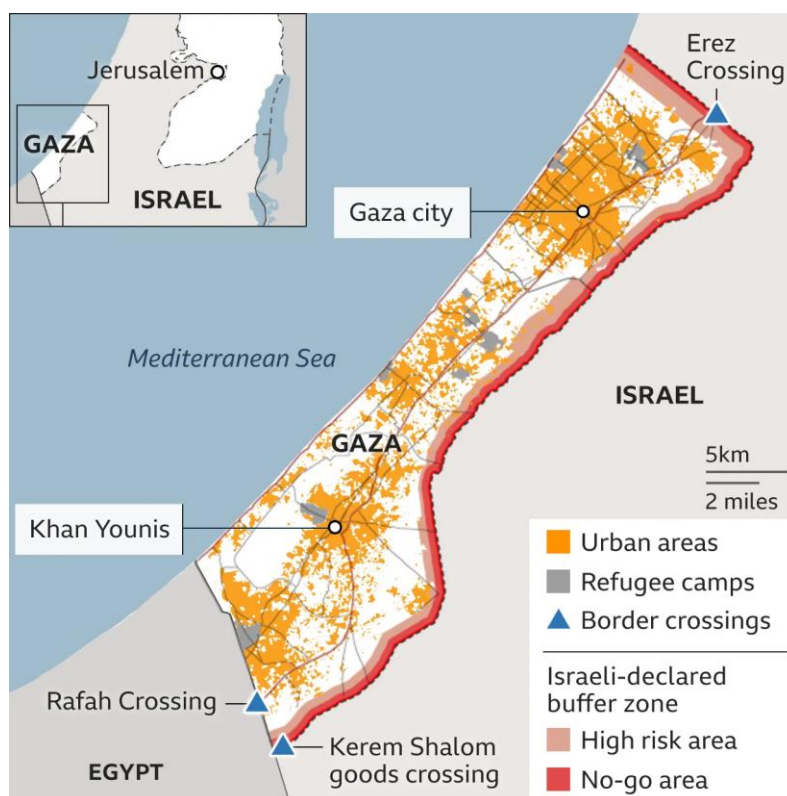 Jerusalem
GAZA
ISRAEL
Erez
Crossing
Gaza city
Mediterranean Sea
ISRAEL
GAZA
5km
2 miles
Khan Younis
Urban areas
Refugee camps
Border crossings
Israeli-declared
buffer zone
High risk area
No-go area
Rafah Crossing
Kerem Shalom
goods crossing
EGYPT